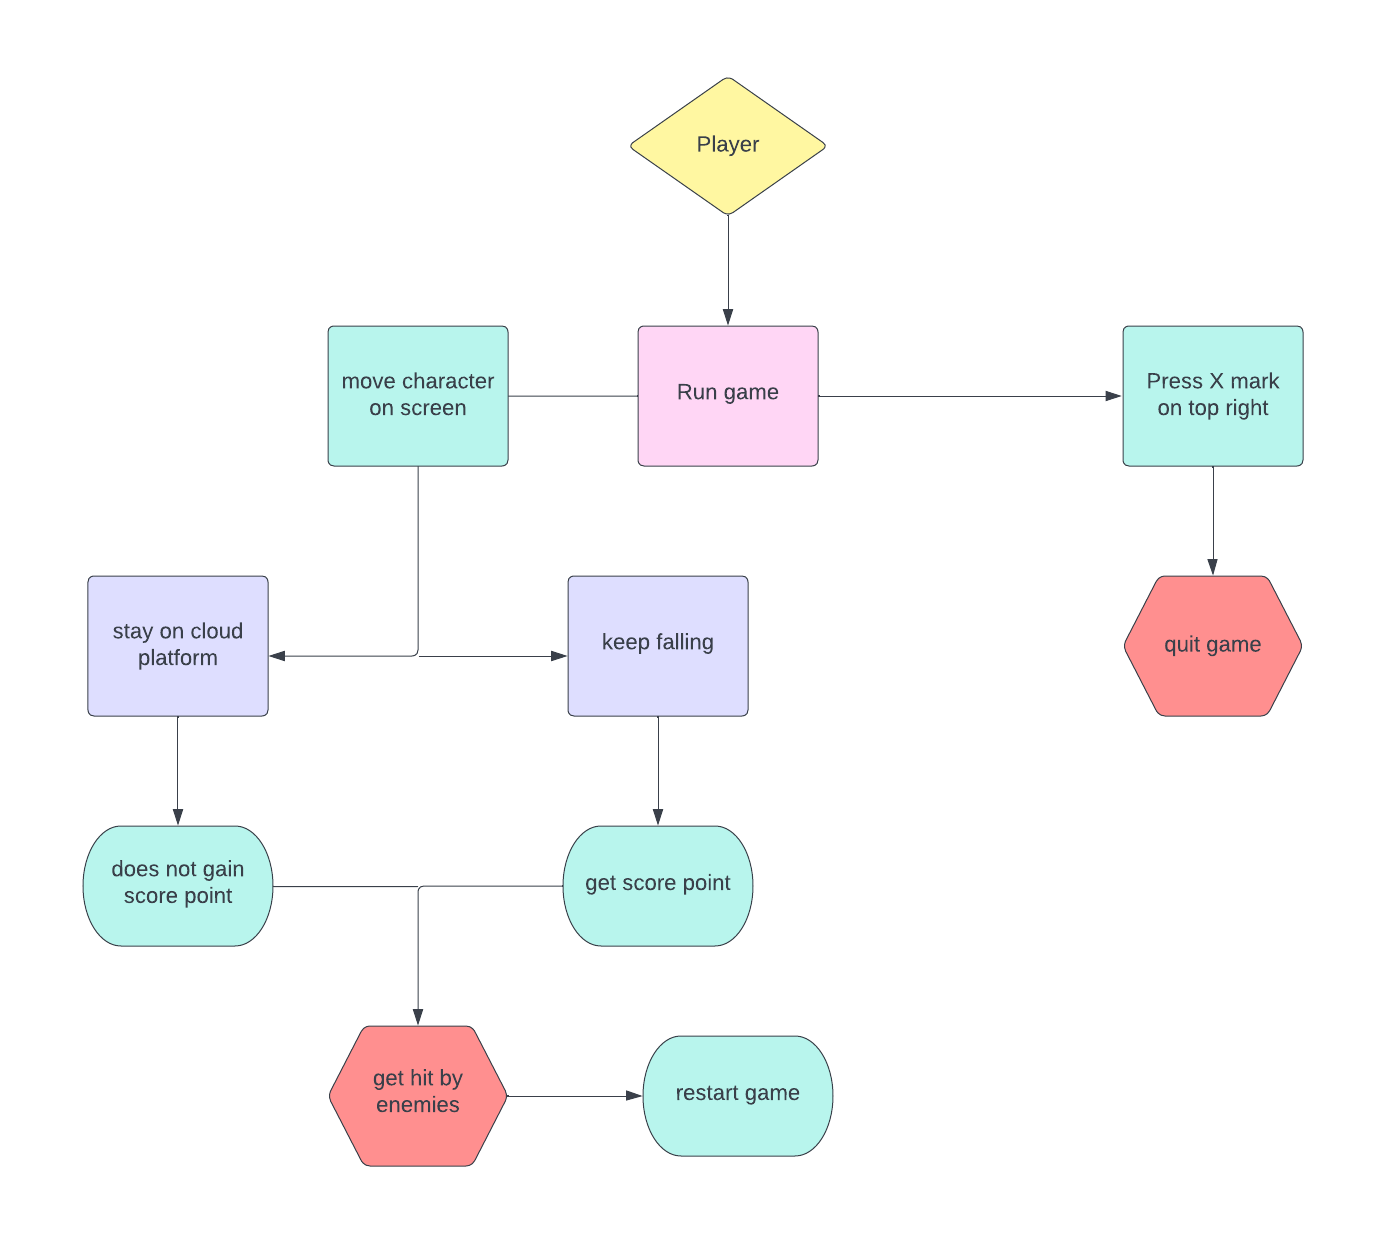 Player
move character
on screen
Run game
Press X mark
on top right
stay on cloud
platform
keep falling
quit game
does not gain
score point
get score point
get hit by
enemies
restart game